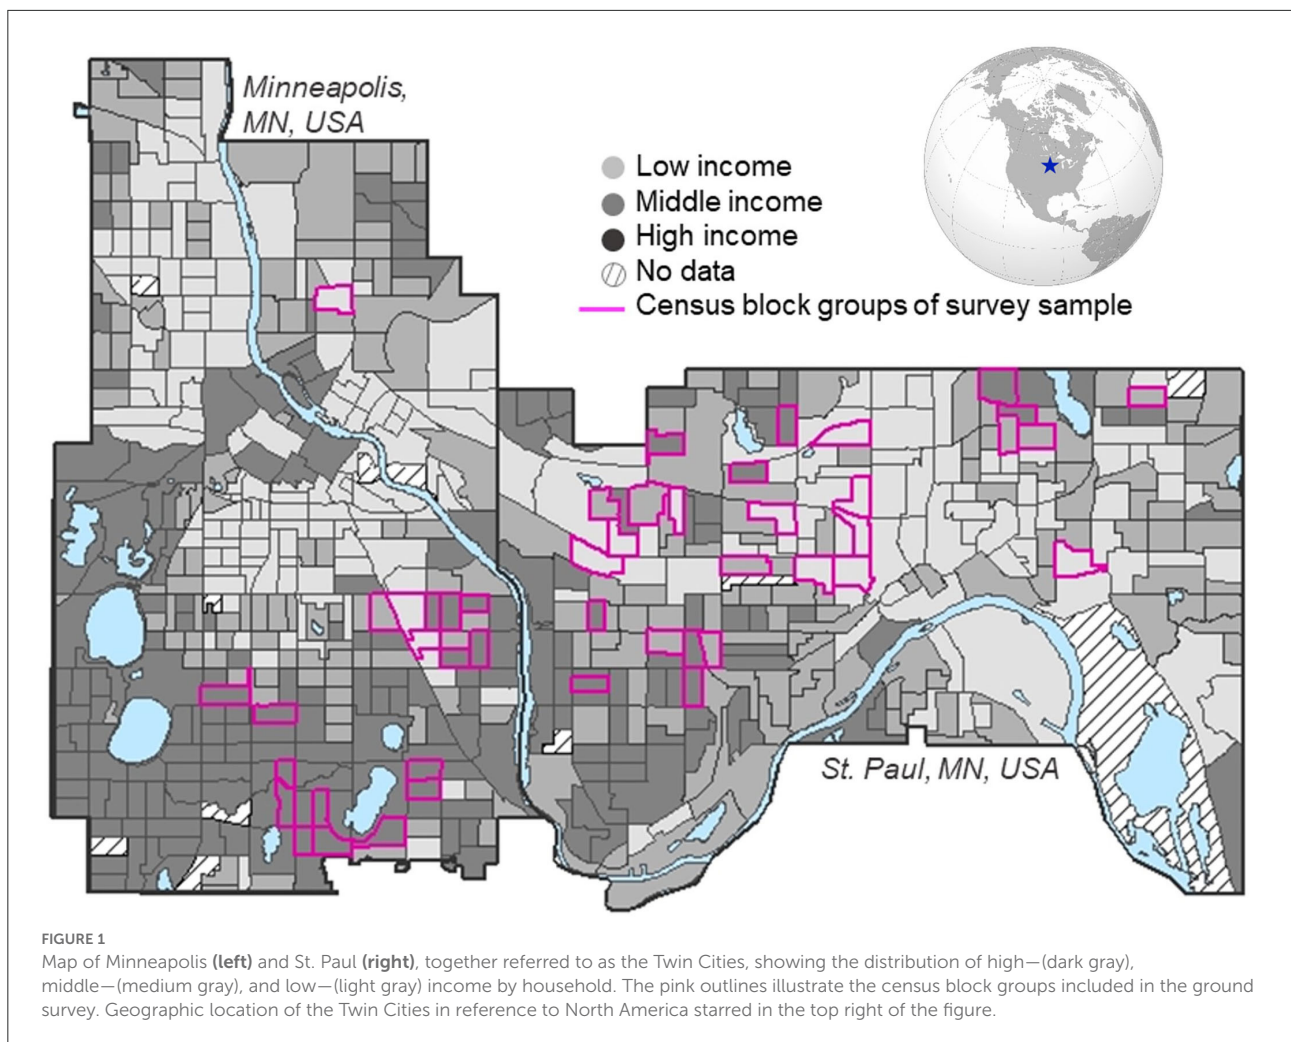 Minneapolis,
MN, USA
Low income
Middle income
High income
No data
Census block groups of survey sample
St. Paul, MN, USA
FIGURE 1
Map of Minneapolis (left) and St. Paul (right), together referred to as the Twin Cities, showing the distribution of high—(dark gray),
middle—(medium gray), and low—(light gray) income by household. The pink outlines illustrate the census block groups included in the ground
survey. Geographic location of the Twin Cities in reference to North America starred in the top right of the figure.